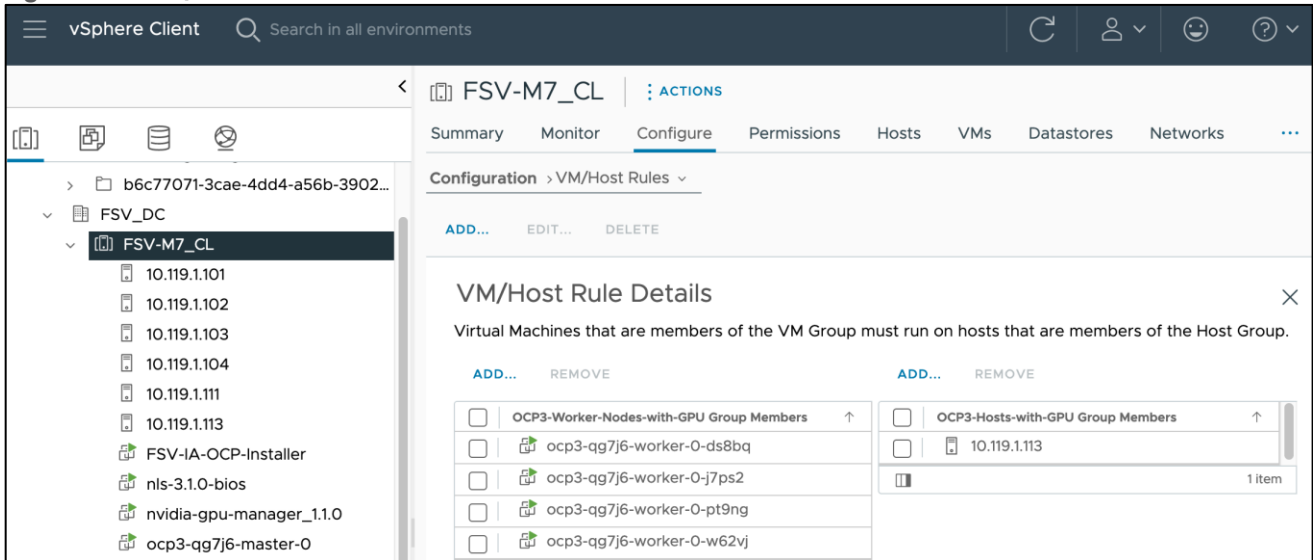 vSphere Client
Search in all environments
FSV-M7_CL
ACTIONS
Summary Monitor Configure Permissions Hosts VMs Datastores Networks
b6c77071-3cae-4dd4-a56b-3902...
FSV_DC
FSV-M7_CL
10.119.1.101
10.119.1.102
10.119.1.103
10.119.1.104
10.119.1.111
10.119.1.113
FSV-IA-OCP-Installer
nls-3.1.0-bios
nvidia-gpu-manager_1.1.0
ocp3-qg7j6-master-0
Configuration > VM/Host Rules
ADD... EDIT... DELETE
VM/Host Rule Details
Virtual Machines that are members of the VM Group must run on hosts that are members of the Host Group.
ADD... REMOVE
OCP3-Worker-Nodes-with-GPU Group Members
ocp3-qg7j6-worker-0-ds8bq
ocp3-qg7j6-worker-0-j7ps2
ocp3-qg7j6-worker-0-pt9ng
ocp3-qg7j6-worker-0-w62vj
ADD... REMOVE
OCP3-Hosts-with-GPU Group Members
10.119.1.113
1 item